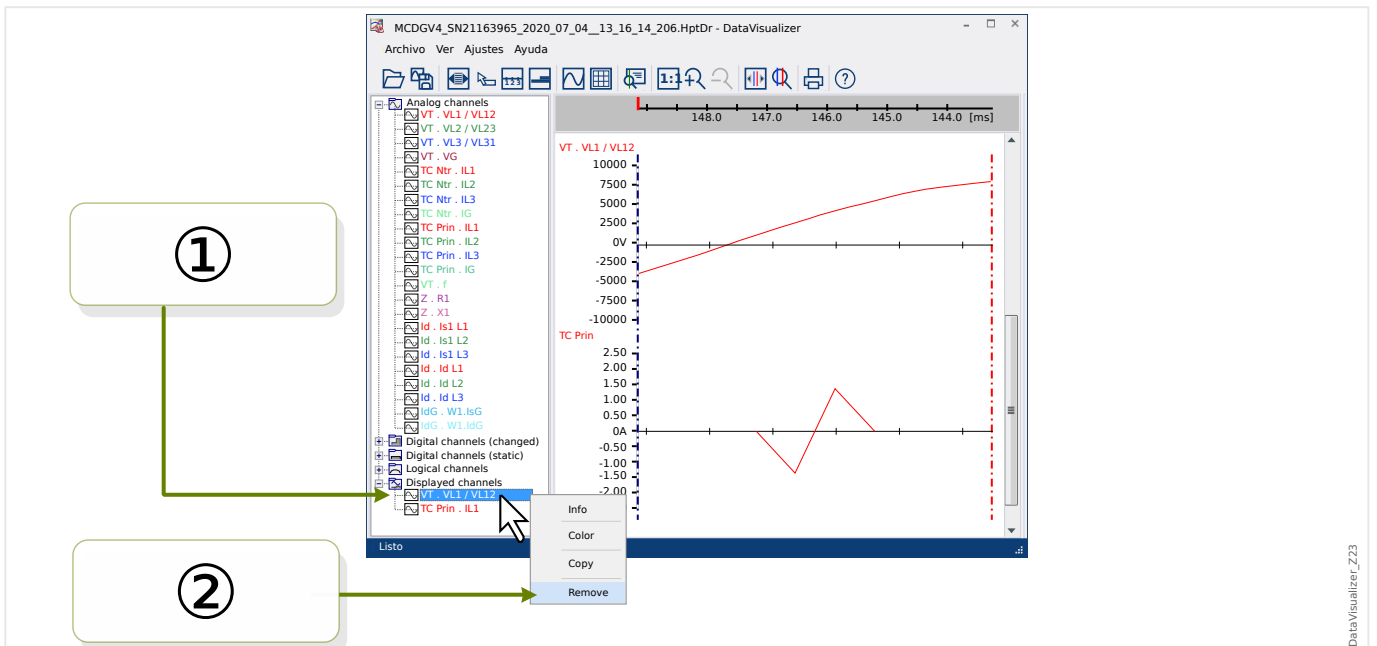 MCDGV4_SN21163965_2020_07_04__13_16_14_206.HptDr - DataVisualizer
Archivo Ver Ajustes Ayuda
1 2 3
1:1
?
Analog channels
VT . VL1 / VL12
VT . VL2 / VL23
VT . VL3 / VL31
VT . VG
TC Ntr . IL1
TC Ntr . IL2
TC Ntr . IL3
TC Ntr . IG
TC Prin . IL1
TC Prin . IL2
TC Prin . IL3
TC Prin . IG
VT . f
Z . R1
Z . X1
Id . Is1 L1
Id . Is1 L2
Id . Is1 L3
Id . Id L1
Id . Id L2
Id . Id L3
IdG . W1.IsG
IdG . W1.IdG
Digital channels (changed)
Digital channels (static)
Logical channels
Displayed channels
VT . VL1 / VL12
TC Prin . IL1
148.0 147.0 146.0 145.0 144.0 [ms]
VT . VL1 / VL12
10000
7500
5000
2500
0V
-2500
-5000
-7500
-10000
TC Prin
2.50
2.00
1.50
1.00
0.50
0A
-0.50
-1.00
-1.50
-2.00
Info
Color
Copy
Remove
Listo
①
②
DataVisualizer_Z23